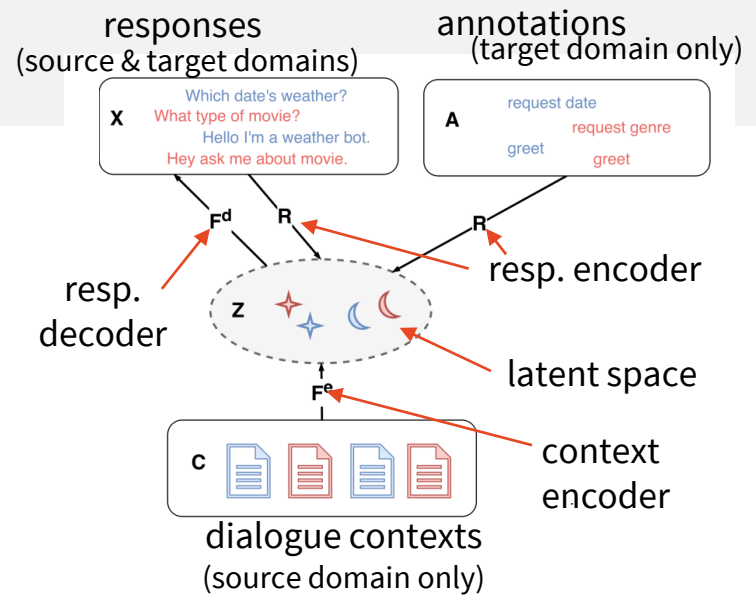 responses
(source & target domains)
annotations
(target domain only)
X
Which date's weather?
What type of movie?
Hello I'm a weather bot.
Hey ask me about movie.
A
request date
request genre
greet
greet
Fd
R
R
resp. encoder
resp.
decoder
Z
latent space
Fe
context
encoder
C
dialogue contexts
(source domain only)